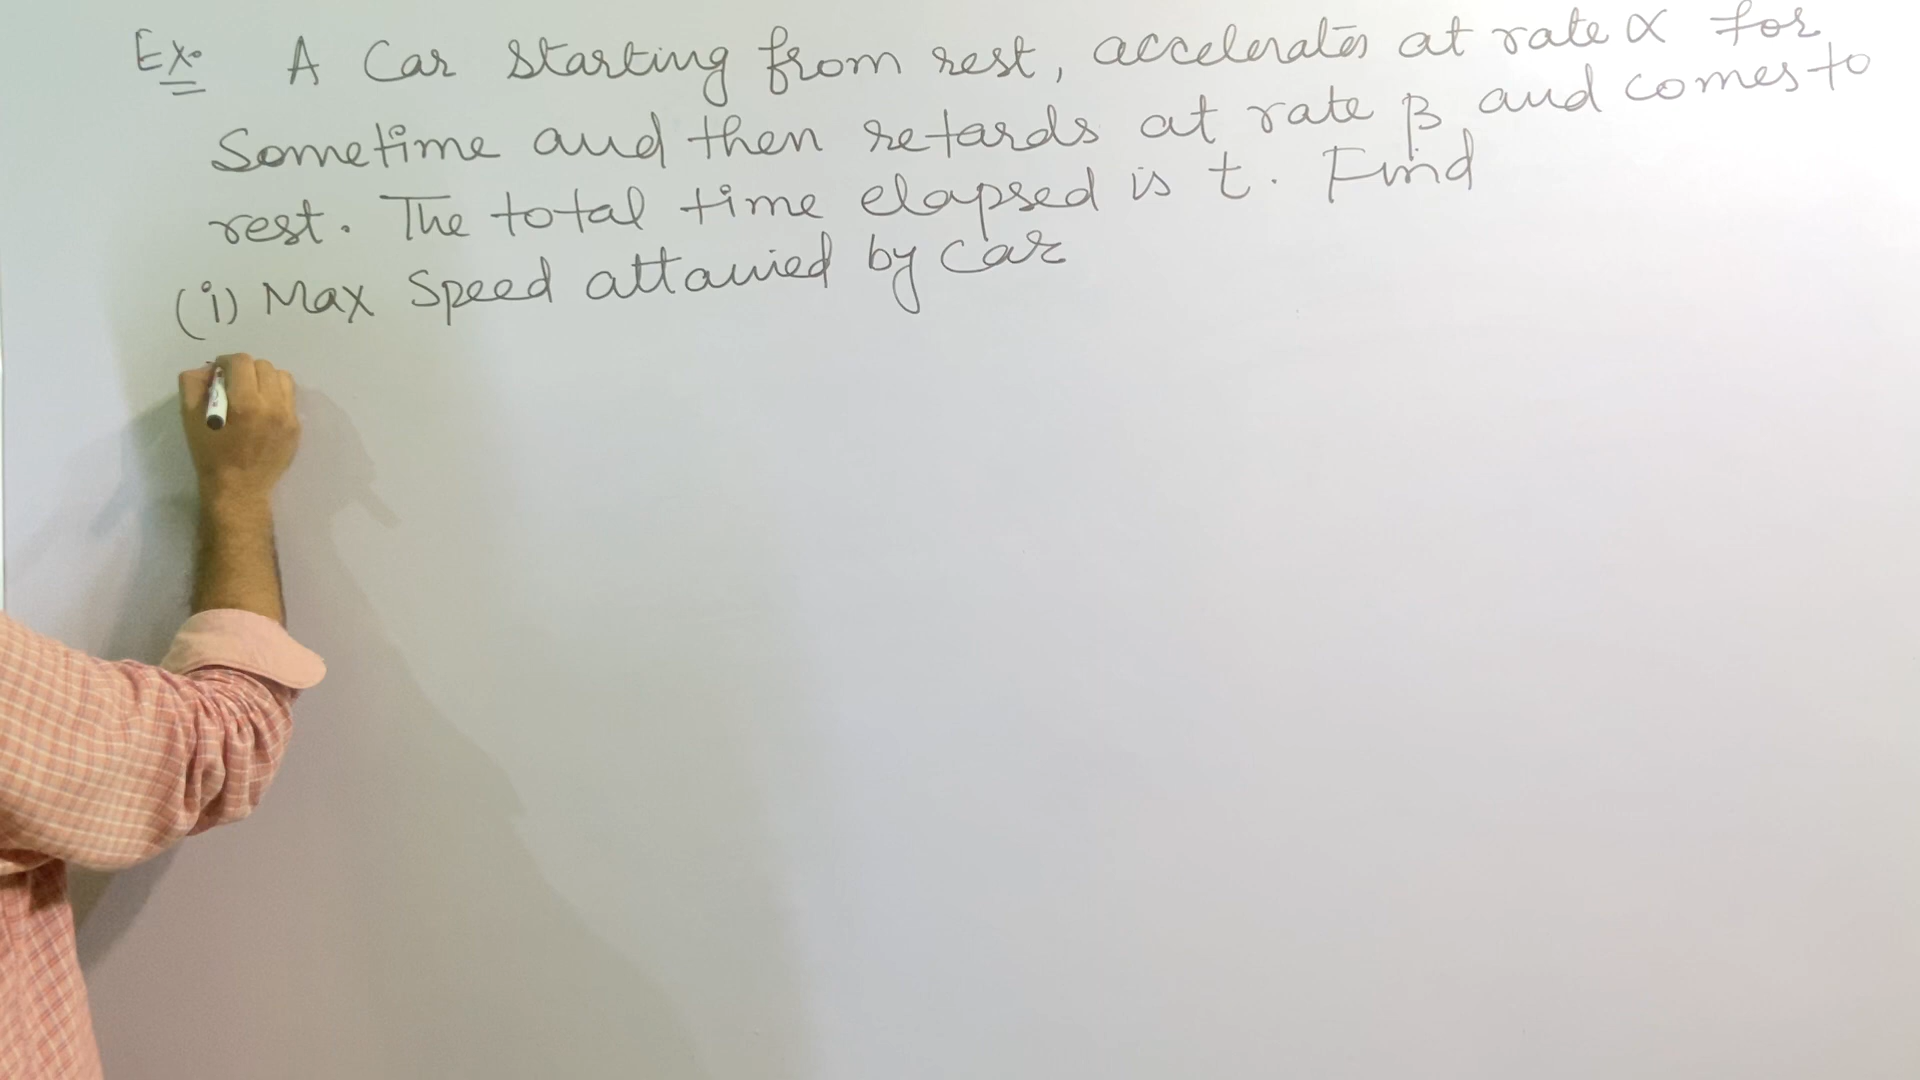 Ex. A Car starting from rest, accelerates at rate α for
Sometime and then retards at rate β and comes to
rest. The total time elapsed is t. Find
(i) Max Speed attained by Car